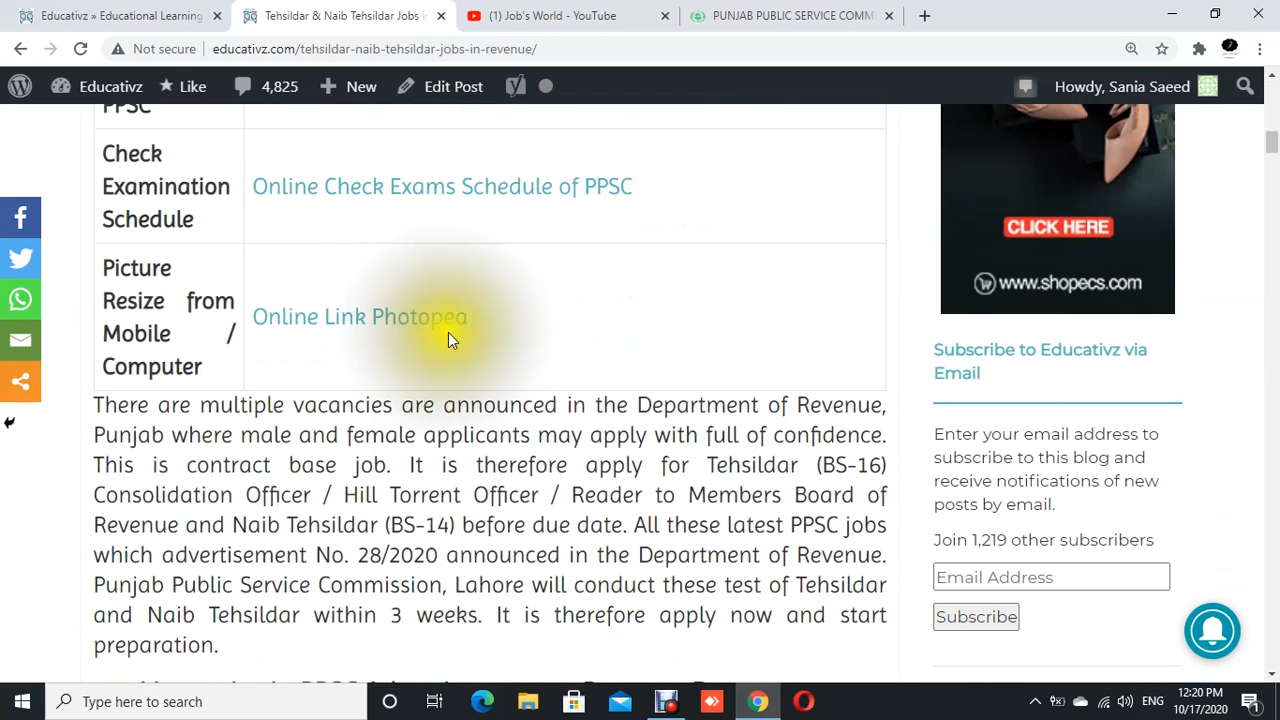 Educativz » Educational Learning
Tehsildar & Naib Tehsildar Jobs in
(1) Job's World - YouTube
PUNJAB PUBLIC SERVICE COMM
Not secure
educativz.com/tehsildar-naib-tehsildar-jobs-in-revenue/
Educativz
Like
4,825
New
Edit Post
Howdy, Sania Saeed
PPSC
Check
Examination
Schedule
Online Check Exams Schedule of PPSC
Picture
Resize from
Mobile /
Computer
Online Link Photopea
There are multiple vacancies are announced in the Department of Revenue,
Punjab where male and female applicants may apply with full of confidence.
This is contract base job. It is therefore apply for Tehsildar (BS-16)
Consolidation Officer / Hill Torrent Officer / Reader to Members Board of
Revenue and Naib Tehsildar (BS-14) before due date. All these latest PPSC jobs
which advertisement No. 28/2020 announced in the Department of Revenue.
Punjab Public Service Commission, Lahore will conduct these test of Tehsildar
and Naib Tehsildar within 3 weeks. It is therefore apply now and start
preparation.
CLICK HERE
www.shopecs.com
Subscribe to Educativz via
Email
Enter your email address to
subscribe to this blog and
receive notifications of new
posts by email.
Join 1,219 other subscribers
Email Address
Subscribe
Type here to search
ENG
12:20 PM
10/17/2020
1